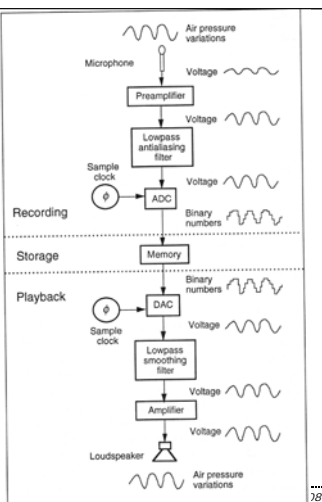 Air pressure
variations
Microphone
Voltage
Preamplifier
Voltage
Lowpass
antialiasing
filter
Sample
clock
Voltage
ϕ
ADC
Recording
Binary
numbers
Storage
Memory
Playback
Binary
numbers
ϕ
DAC
Sample
clock
Voltage
Lowpass
smoothing
filter
Voltage
Amplifier
Voltage
Loudspeaker
Air pressure
variations